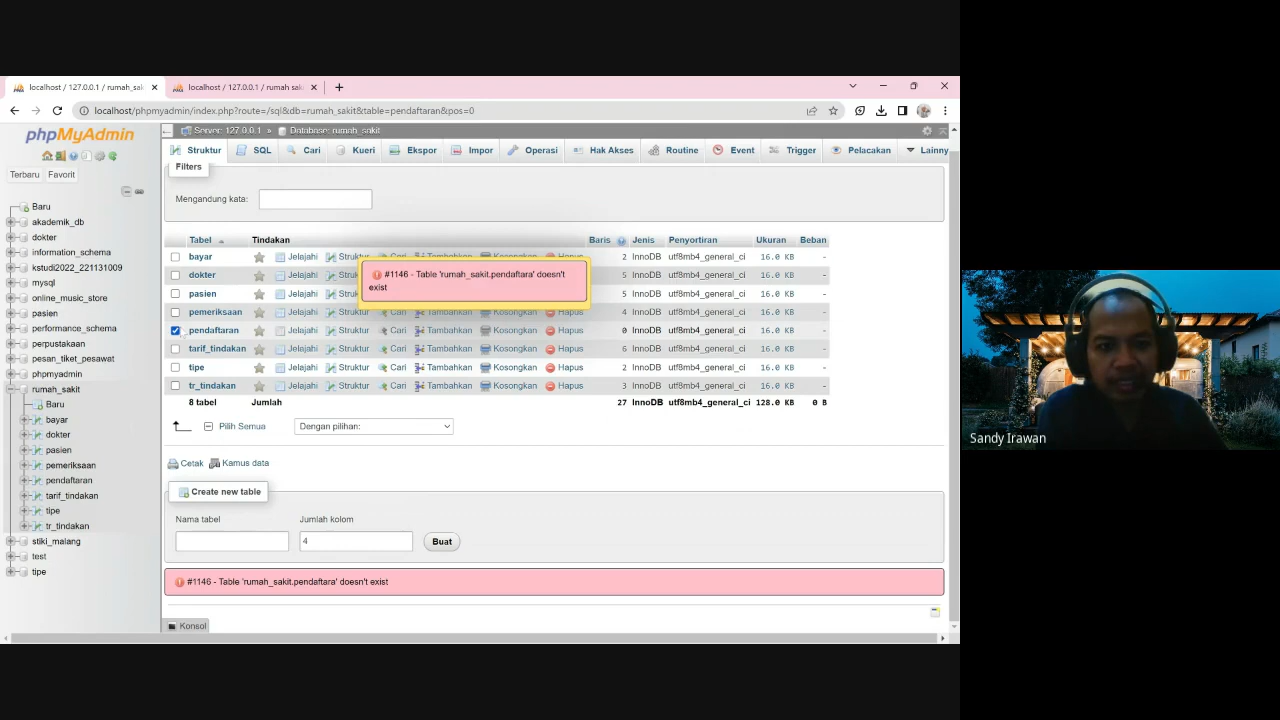 localhost / 127.0.0.1 / rumah_sak
localhost / 127.0.0.1 / rumah sak
localhost/phpmyadmin/index.php?route=/sql&db=rumah_sakit&table=pendaftaran&pos=0
phpMyAdmin
Terbaru Favorit
Baru
akademik_db
dokter
information_schema
kstudi2022_221131009
mysql
online_music_store
pasien
performance_schema
perpustakaan
pesan_tiket_pesawat
phpmyadmin
rumah_sakit
Baru
bayar
dokter
pasien
pemeriksaan
pendaftaran
tarif_tindakan
tipe
tr_tindakan
stiki_malang
test
tipe
Server: 127.0.0.1 » Database: rumah_sakit
Struktur SQL Cari Kueri Ekspor Impor Operasi Hak Akses Routine Event Trigger Pelacakan Lainny
Filters
Mengandung kata:
Tabel Tindakan Baris Jenis Penyortiran Ukuran Beban
bayar Jelajahi Struktur Cari Tambahkan Kosongkan Hapus 2 InnoDB utf8mb4_general_ci 16.0 KB -
dokter Jelajahi 5 InnoDB utf8mb4_general_ci 16.0 KB -
pasien Jelajahi 5 InnoDB utf8mb4_general_ci 16.0 KB -
pemeriksaan Jelajahi Struktur Cari Tambahkan Kosongkan Hapus 4 InnoDB utf8mb4_general_ci 16.0 KB -
pendaftaran Jelajahi Struktur Cari Tambahkan Kosongkan Hapus 0 InnoDB utf8mb4_general_ci 16.0 KB -
tarif_tindakan Jelajahi Struktur Cari Tambahkan Kosongkan Hapus 6 InnoDB utf8mb4_general_ci 16.0 KB -
tipe Jelajahi Struktur Cari Tambahkan Kosongkan Hapus 2 InnoDB utf8mb4_general_ci 16.0 KB -
tr_tindakan Jelajahi Struktur Cari Tambahkan Kosongkan Hapus 3 InnoDB utf8mb4_general_ci 16.0 KB -
8 tabel Jumlah 27 InnoDB utf8mb4_general_ci 128.0 KB 0 B
#1146 - Table 'rumah_sakit.pendaftara' doesn't
exist
Pilih Semua Dengan pilihan:
Cetak Kamus data
Create new table
Nama tabel Jumlah kolom
4 Buat
#1146 - Table 'rumah_sakit.pendaftara' doesn't exist
Konsol
Sandy Irawan